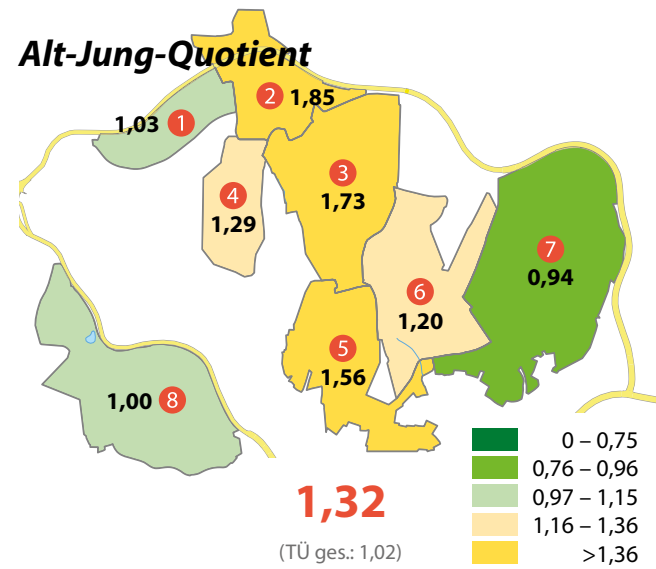 Alt-Jung-Quotient
2 1,85
1,03 1
3
1,73
4
1,29
7
0,94
6
1,20
5
1,56
1,00 8
1,32
(TÜ ges.: 1,02)
0 – 0,75
0,76 – 0,96
0,97 – 1,15
1,16 – 1,36
>1,36